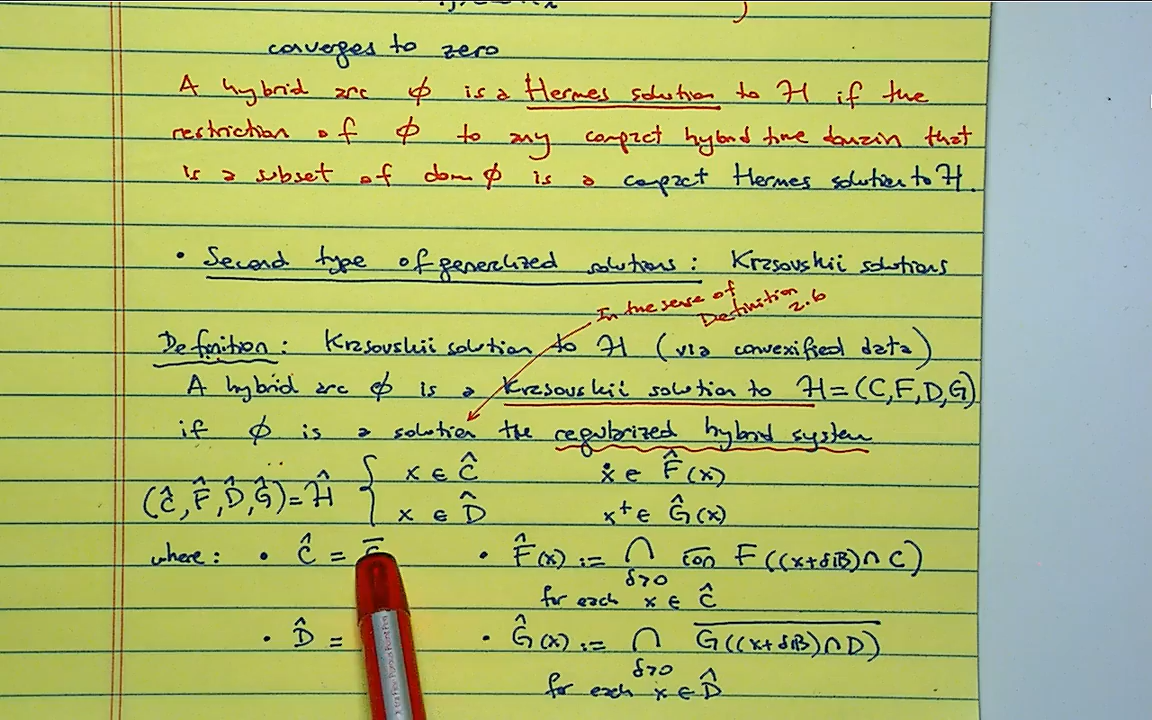 converges to zero
A hybrid arc ϕ is a Hermes solution to H if the
restriction of ϕ to any compact hybrid time domain that
is a subset of dom ϕ is a compact Hermes solution to H.
• Second type of generalized solutions: Krasovskii solutions
In the sense of
Definition 2.6
Definition: Krasovskii solution to H (via convexified data)
A hybrid arc ϕ is a Krasovskii solution to H=(C,F,D,G)
if ϕ is a solution the regularized hybrid system
(Ĉ,F̂,D̂,Ĝ)=Ĥ { x ∈ Ĉ ẋ ∈ F̂(x)
x ∈ D̂ x⁺ ∈ Ĝ(x)
where: • Ĉ = • F̂(x) := ⋂_{δ>0} c̅o̅n̅ F((x+δB)∩C)
for each x ∈ Ĉ
• D̂ = • Ĝ(x) := ⋂_{δ>0} \overline{G((x+δB)∩D)}
for each x ∈ D̂